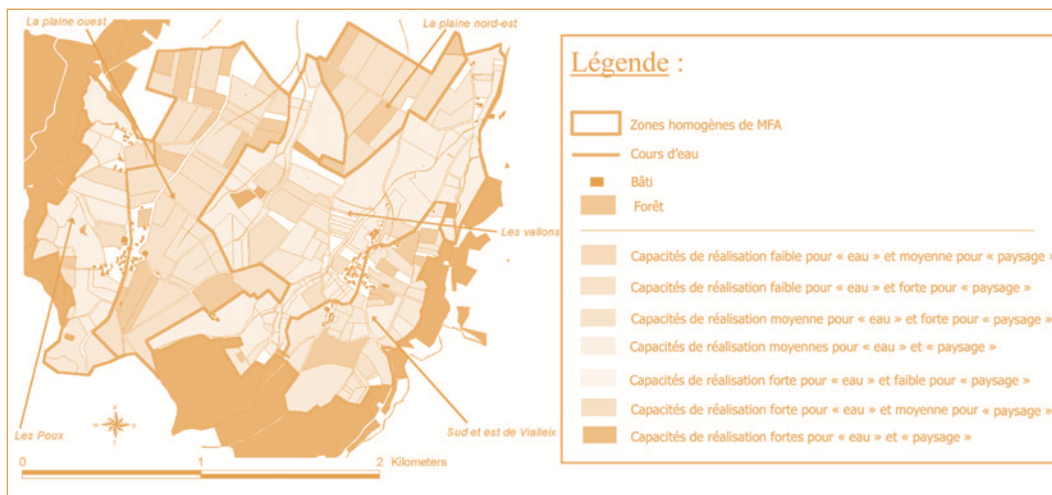 La plaine ouest
La plaine nord-est
Les vallons
Les Poux
Sud et est de Vialleix
N
W
E
S
0
1
2
Kilometers
Légende :
Zones homogènes de MFA
Cours d'eau
Bâti
Forêt
Capacités de réalisation faible pour « eau » et moyenne pour « paysage »
Capacités de réalisation faible pour « eau » et forte pour « paysage »
Capacités de réalisation moyenne pour « eau » et forte pour « paysage »
Capacités de réalisation moyennes pour « eau » et « paysage »
Capacités de réalisation forte pour « eau » et faible pour « paysage »
Capacités de réalisation forte pour « eau » et moyenne pour « paysage »
Capacités de réalisation fortes pour « eau » et « paysage »